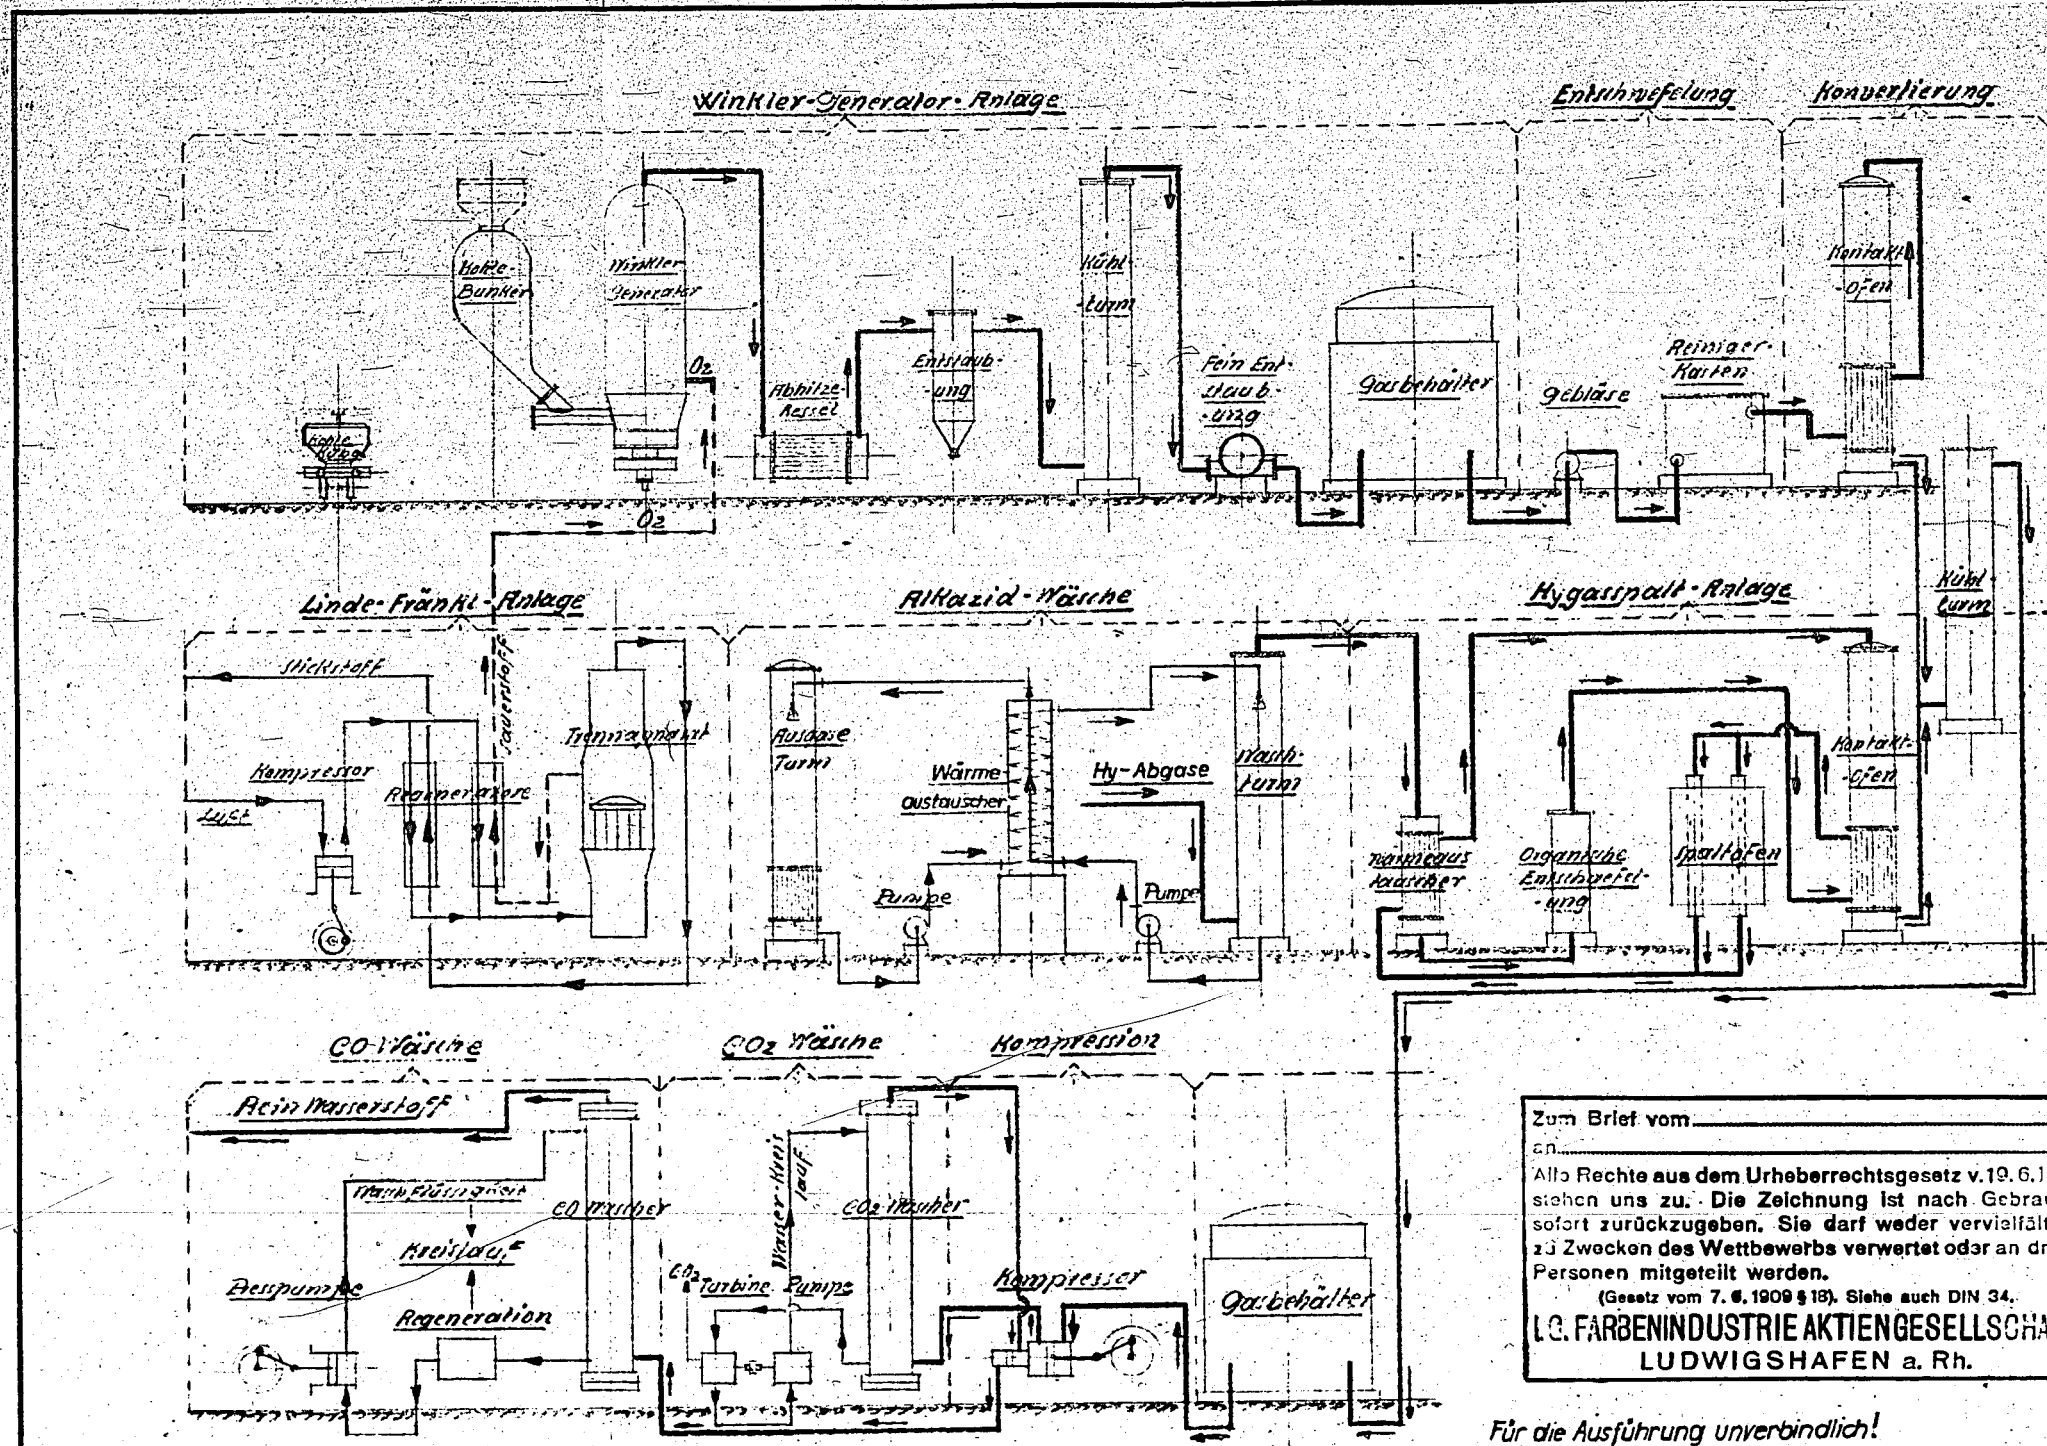 Winkler-Generator-Anlage
Entschwefelung
Konvertierung
Kohle-
Bunker
Winkler
Generator
Kühl-
-turm
Kontakt
-Ofen
O₂
Abhitze-
Kessel
Entstaub-
-ung
Fein Ent-
staub-
-ung
Gasbehälter
Gebläse
Reiniger-
Kasten
Kohle
Kübel
O₂
Kühl-
turm
Linde-Fränkl-Anlage
Alkazid-Wäsche
Hygasspalt-Anlage
Stickstoff
Sauerstoff
Trennapparat
Kompressor
Regeneratore
Luft
Ausgase
Turm
Wärme
austauscher
Hy-Abgase
Wasch-
turm
Pumpe
Pumpe
Wärmeaus
tauscher
Organische
Entschwefel-
-ung
Spaltofen
Kontakt-
-Ofen
CO-Wäsche
CO₂ Wäsche
Kompression
Rein Wasserstoff
Waschflüssigkeit
Kreislauf
Presspumpe
Regeneration
CO Wäscher
Wasser-Kreis
lauf
CO₂ Wäscher
CO₂
Turbine
Pumpe
Kompressor
Gasbehälter
Zum Brief vom
an
Alle Rechte aus dem Urheberrechtsgesetz v. 19.6.1
stehen uns zu. Die Zeichnung ist nach Gebrau
sofort zurückzugeben. Sie darf weder vervielfält
zu Zwecken des Wettbewerbs verwertet oder an dr
Personen mitgeteilt werden.
(Gesetz vom 7.6.1909 § 18). Siehe auch DIN 34.
I.G. FARBENINDUSTRIE AKTIENGESELLSCHA
LUDWIGSHAFEN a. Rh.
Für die Ausführung unverbindlich!